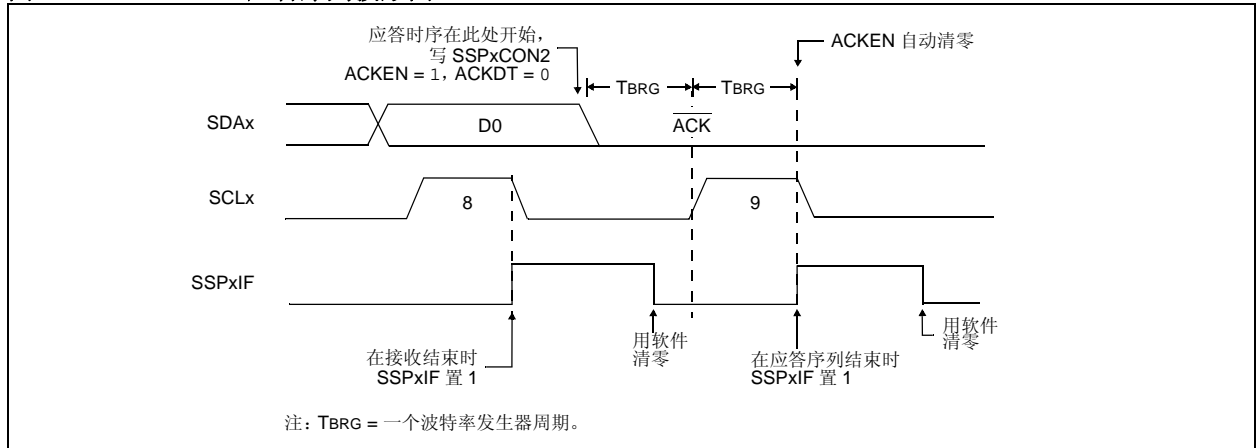 应答时序在此处开始，
写 SSPxCON2
ACKEN = 1，ACKDT = 0
ACKEN 自动清零
TBRG
TBRG
SDAx
D0
ACK
SCLx
8
9
SSPxIF
在接收结束时
SSPxIF 置 1
用软件
清零
在应答序列结束时
SSPxIF 置 1
用软件
清零
注：TBRG = 一个波特率发生器周期。